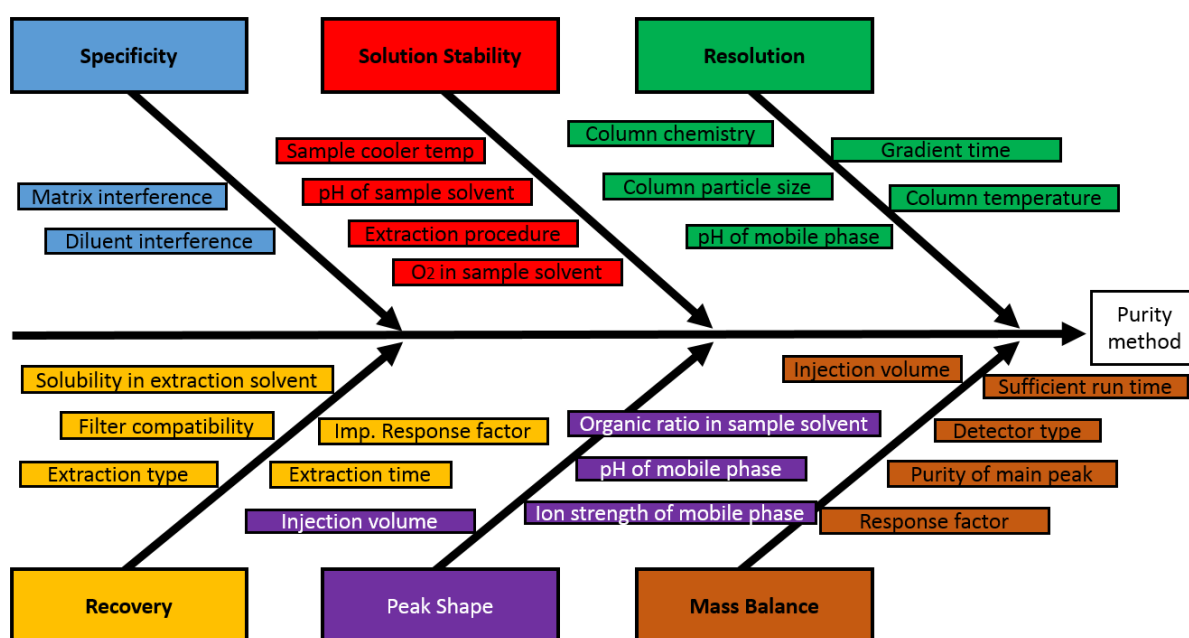 Specificity
Solution Stability
Resolution
Column chemistry
Sample cooler temp
Gradient time
Matrix interference
pH of sample solvent
Column particle size
Column temperature
Diluent interference
Extraction procedure
pH of mobile phase
O2 in sample solvent
Purity
method
Solubility in extraction solvent
Injection volume
Sufficient run time
Filter compatibility
Imp. Response factor
Organic ratio in sample solvent
Detector type
Extraction type
Extraction time
pH of mobile phase
Purity of main peak
Injection volume
Ion strength of mobile phase
Response factor
Recovery
Peak Shape
Mass Balance